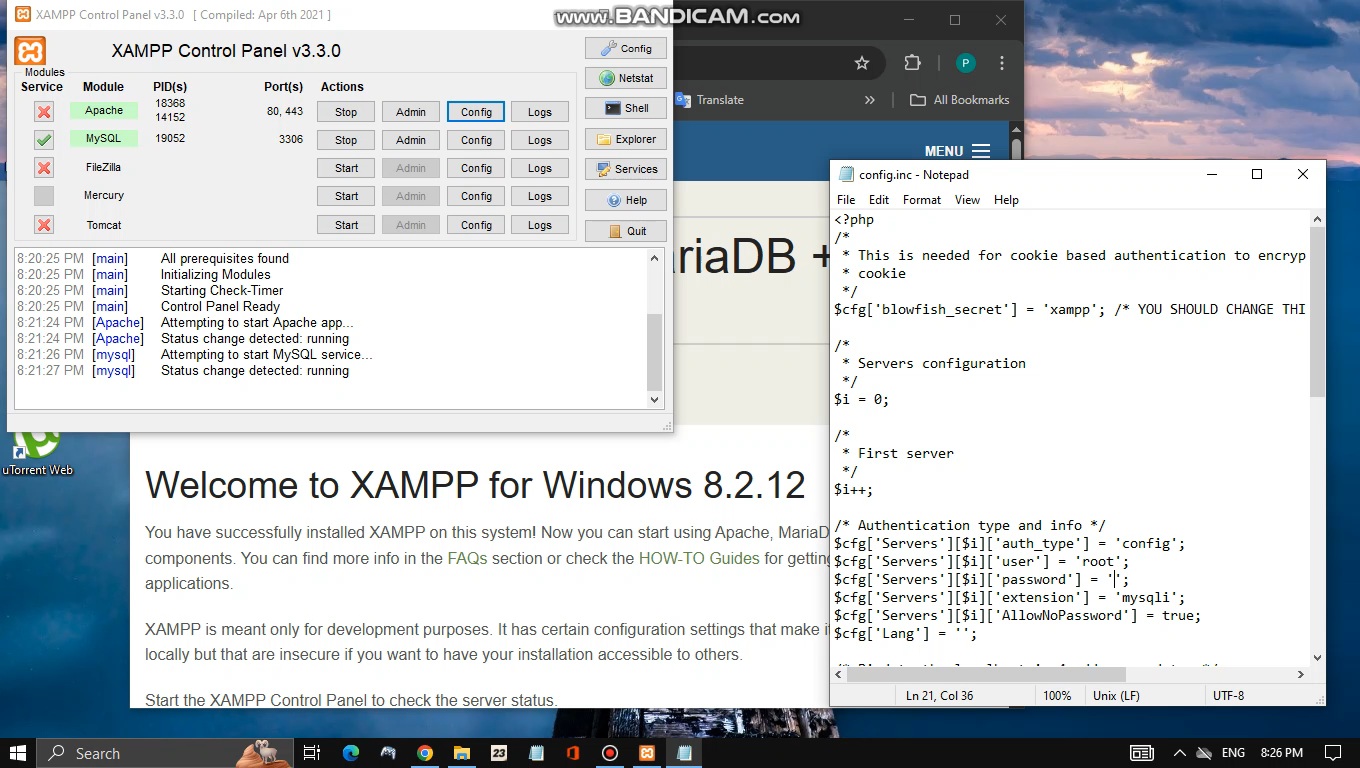 XAMPP Control Panel v3.3.0 [ Compiled: Apr 6th 2021 ]
www.BANDICAM.com
XAMPP Control Panel v3.3.0
Config
Modules
Service Module PID(s) Port(s) Actions
Netstat
Apache 18368 14152 80, 443 Stop Admin Config Logs
Shell
MySQL 19052 3306 Stop Admin Config Logs
Explorer
FileZilla Start Admin Config Logs
Services
Mercury Start Admin Config Logs
Help
Tomcat Start Admin Config Logs
Quit
8:20:25 PM [main] All prerequisites found
8:20:25 PM [main] Initializing Modules
8:20:25 PM [main] Starting Check-Timer
8:20:25 PM [main] Control Panel Ready
8:21:24 PM [Apache] Attempting to start Apache app...
8:21:24 PM [Apache] Status change detected: running
8:21:26 PM [mysql] Attempting to start MySQL service...
8:21:27 PM [mysql] Status change detected: running
P
Translate » All Bookmarks
MENU
riaDB +
uTorrent Web
Welcome to XAMPP for Windows 8.2.12
You have successfully installed XAMPP on this system! Now you can start using Apache, MariaD
components. You can find more info in the FAQs section or check the HOW-TO Guides for getting
applications.
XAMPP is meant only for development purposes. It has certain configuration settings that make i
locally but that are insecure if you want to have your installation accessible to others.
Start the XAMPP Control Panel to check the server status.
config.inc - Notepad
File Edit Format View Help
<?php
/*
* This is needed for cookie based authentication to encryp
* cookie
*/
$cfg['blowfish_secret'] = 'xampp'; /* YOU SHOULD CHANGE THI
/*
* Servers configuration
*/
$i = 0;
/*
* First server
*/
$i++;
/* Authentication type and info */
$cfg['Servers'][$i]['auth_type'] = 'config';
$cfg['Servers'][$i]['user'] = 'root';
$cfg['Servers'][$i]['password'] = '';
$cfg['Servers'][$i]['extension'] = 'mysqli';
$cfg['Servers'][$i]['AllowNoPassword'] = true;
$cfg['Lang'] = '';
Ln 21, Col 36 100% Unix (LF) UTF-8
Search 23 ENG 8:26 PM